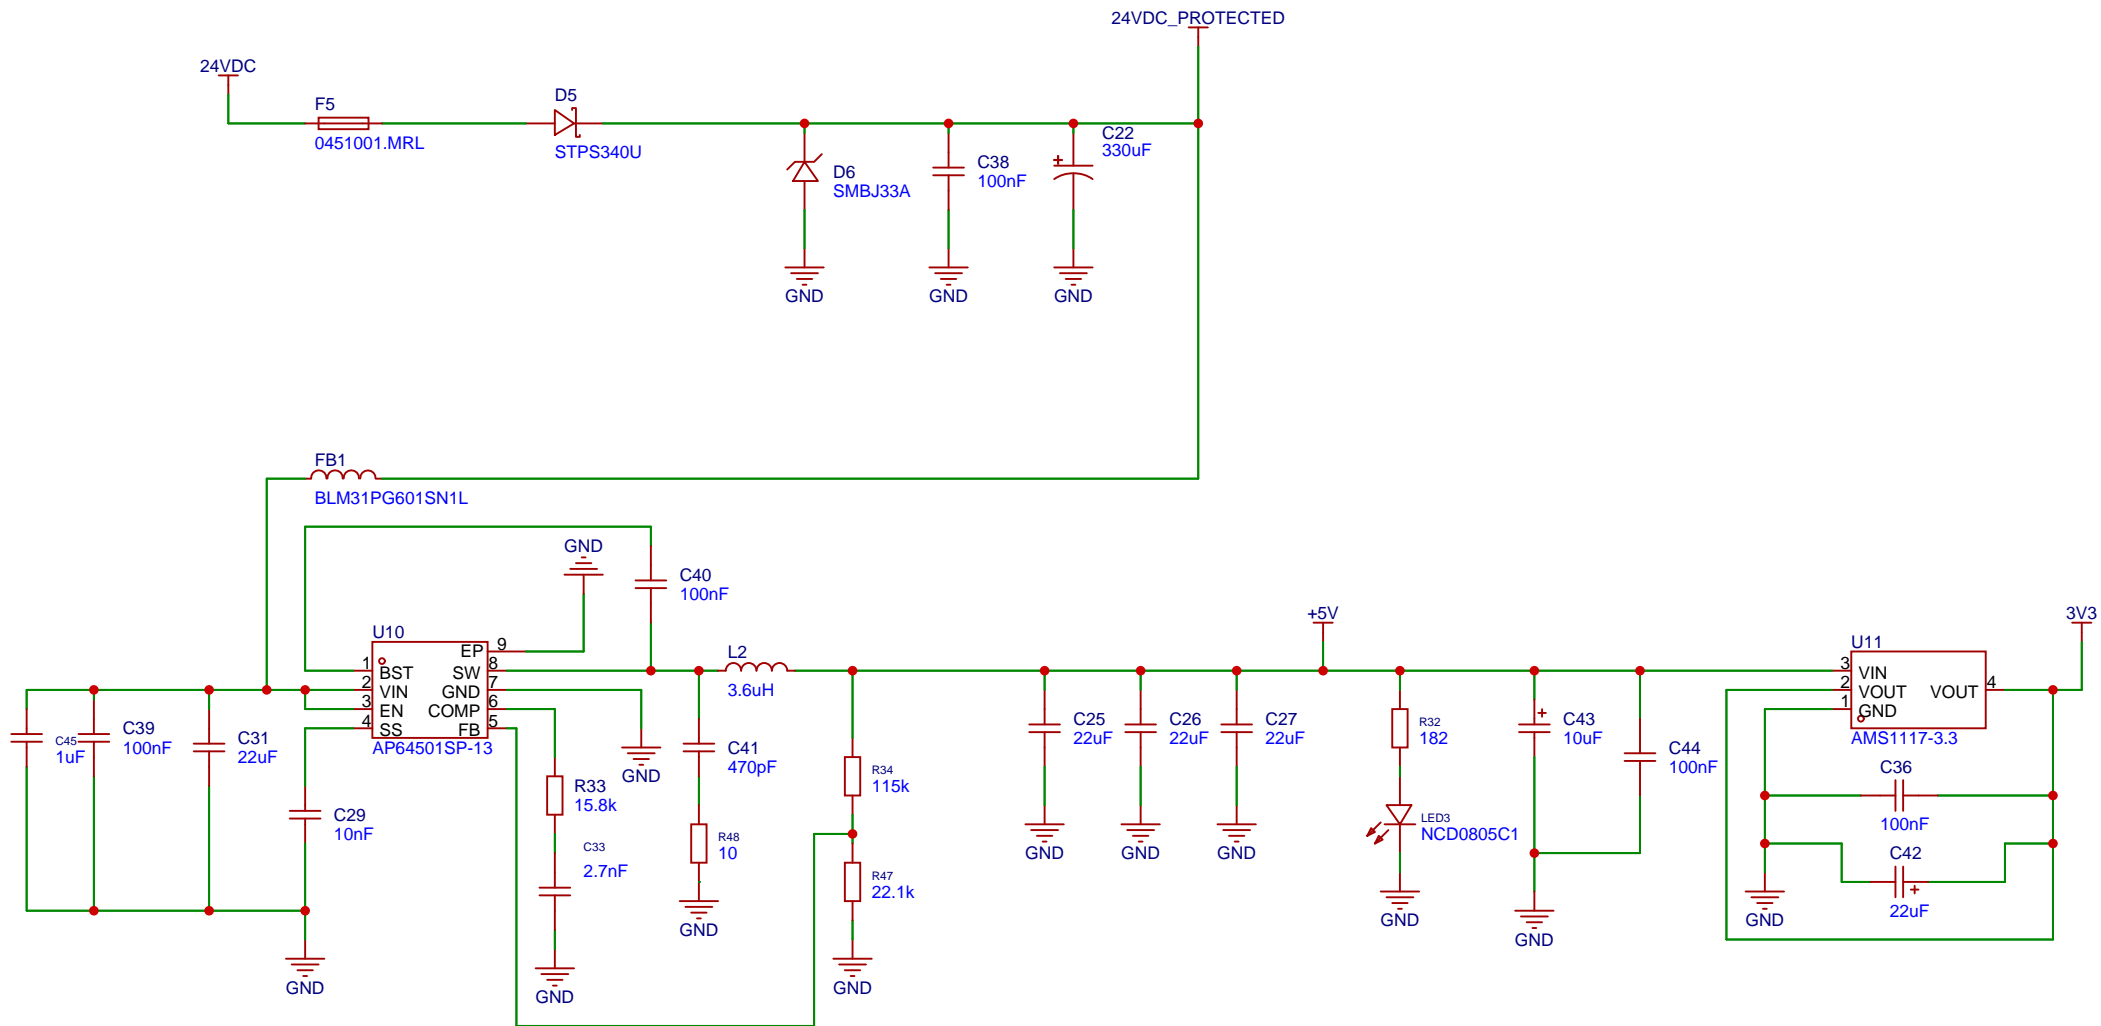 24VDC_PROTECTED
24VDC
F5
0451001.MRL
D5
STPS340U
D6
SMBJ33A
C38
100nF
C22
330uF
GND
GND
GND
FB1
BLM31PG601SN1L
GND
C40
100nF
U10
1
BST
2
VIN
3
EN
4
SS
EP
9
SW
8
GND
7
COMP
6
FB
5
AP64501SP-13
C45
1uF
C39
100nF
C31
22uF
C29
10nF
GND
R33
15.8k
C33
2.7nF
GND
GND
L2
3.6uH
C41
470pF
R48
10
GND
R34
115k
R47
22.1k
GND
C25
22uF
GND
C26
22uF
GND
C27
22uF
GND
+5V
R32
182
LED3
NCD0805C1
GND
C43
10uF
GND
C44
100nF
U11
3
VIN
2
VOUT
1
GND
VOUT
4
AMS1117-3.3
3V3
C36
100nF
C42
22uF
GND